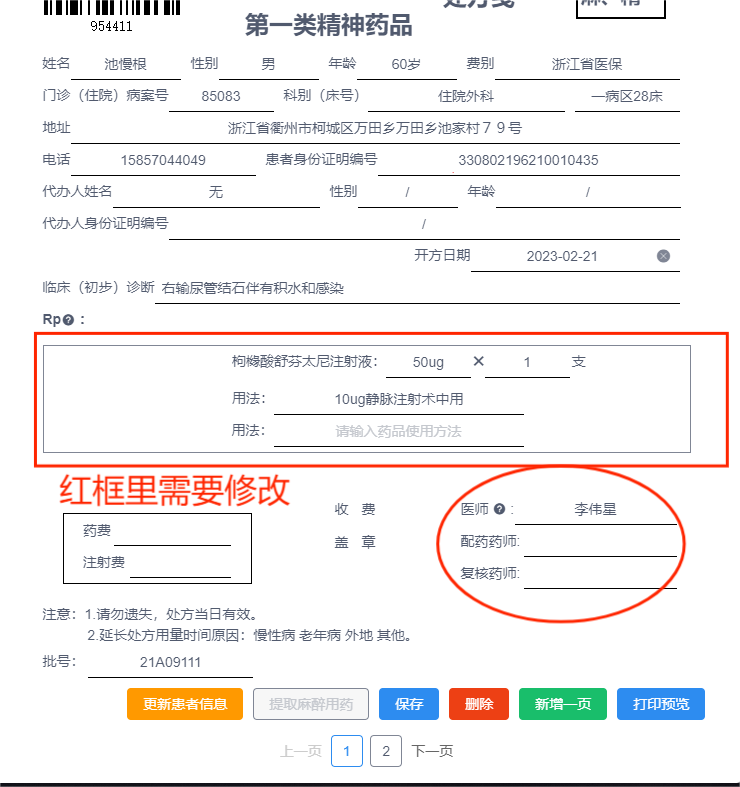 954411
第一类精神药品
姓名 池慢根 性别 男 年龄 60岁 费别 浙江省医保
门诊（住院）病案号 85083 科别（床号） 住院外科 一病区28床
地址 浙江省衢州市柯城区万田乡万田乡池家村７９号
电话 15857044049 患者身份证明编号 330802196210010435
代办人姓名 无 性别 / 年龄 /
代办人身份证明编号 /
开方日期 2023-02-21
临床（初步）诊断 右输尿管结石伴有积水和感染
Rp ：
枸橼酸舒芬太尼注射液： 50ug × 1 支
用法： 10ug静脉注射术中用
用法： 请输入药品使用方法
红框里需要修改
收 费 医师 : 李伟星
药费
盖 章 配药药师:
注射费
复核药师:
注意：1.请勿遗失，处方当日有效。
2.延长处方用量时间原因：慢性病 老年病 外地 其他。
批号： 21A09111
更新患者信息 提取麻醉用药 保存 删除 新增一页 打印预览
上一页 1 2 下一页